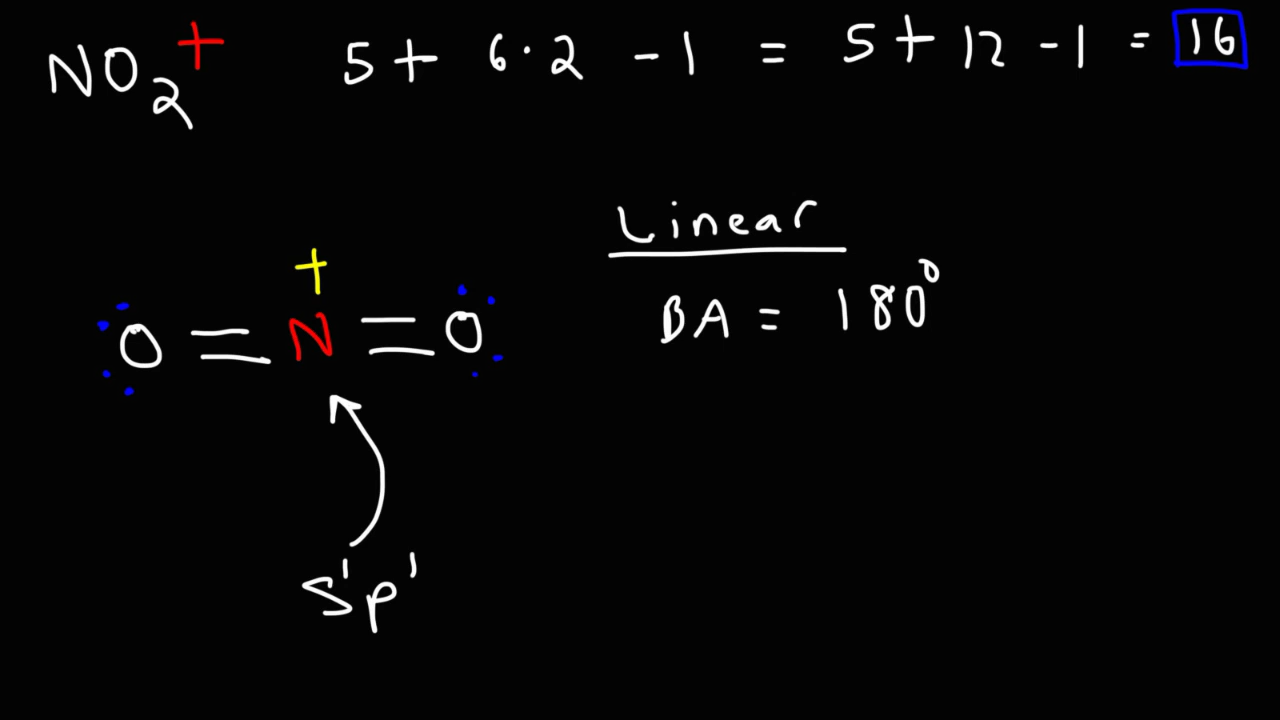 NO₂⁺ 5 + 6·2 - 1 = 5 + 12 - 1 = 16
Linear
BA = 180°
+
O = N = O
s¹p¹